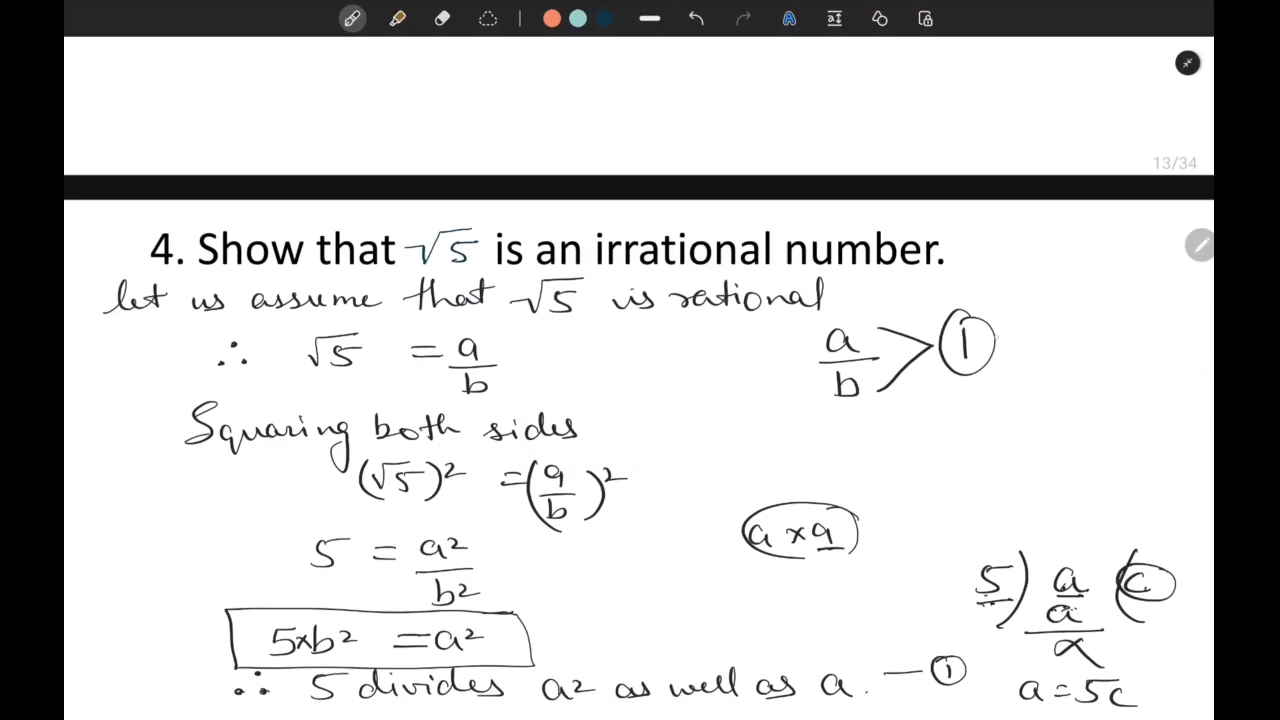 13/34
4. Show that √5 is an irrational number.
let us assume that √5 is rational
∴ √5 = a/b
a/b > 1
Squaring both sides
(√5)² = (a/b)²
a × a
5 = a²/b²
5) a (c
a
5×b² = a²
∴ 5 divides a² as well as a. — ①
a = 5c